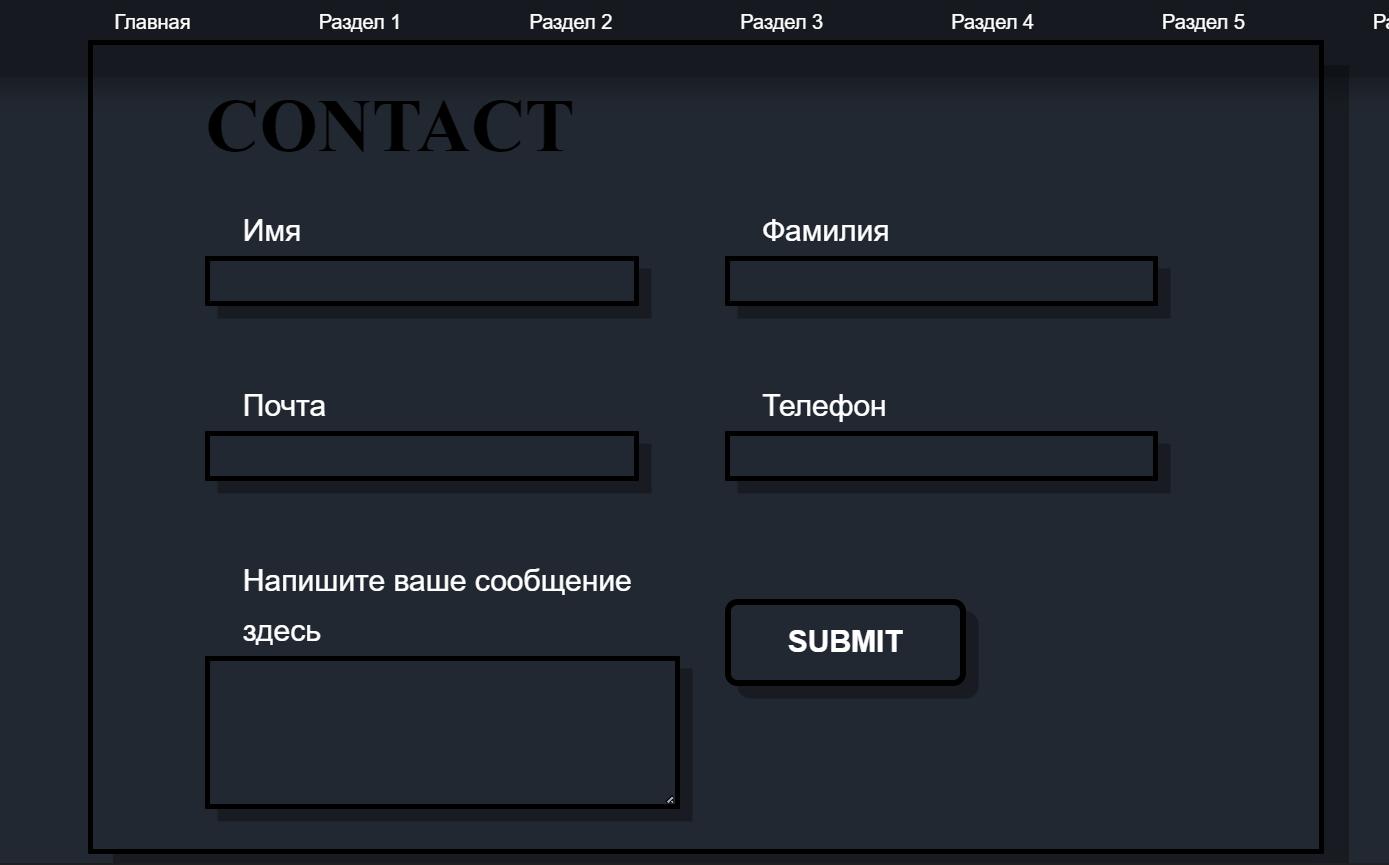 Главная Раздел 1 Раздел 2 Раздел 3 Раздел 4 Раздел 5
CONTACT
Имя Фамилия
Почта Телефон
Напишите ваше сообщение
здесь
SUBMIT